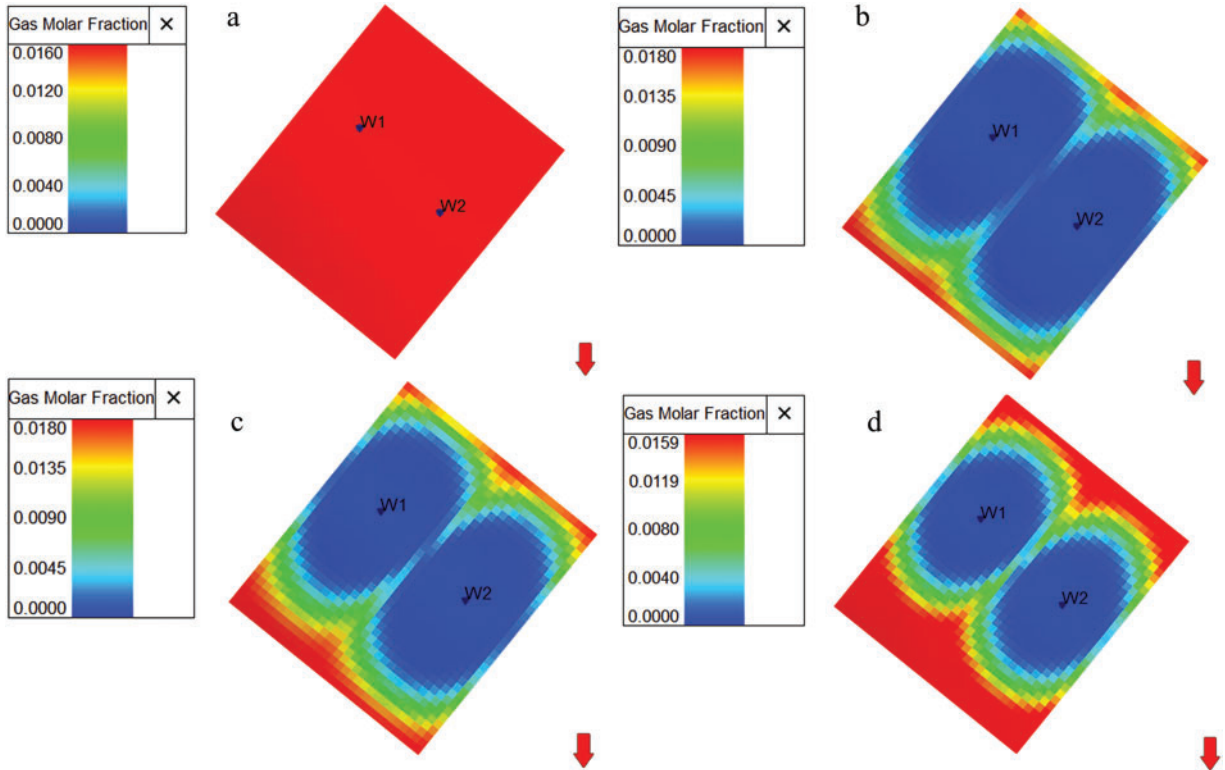 Gas Molar Fraction ×
0.0160
0.0120
0.0080
0.0040
0.0000
a
W1
W2
Gas Molar Fraction ×
0.0180
0.0135
0.0090
0.0045
0.0000
b
W1
W2
Gas Molar Fraction ×
0.0180
0.0135
0.0090
0.0045
0.0000
c
W1
W2
Gas Molar Fraction ×
0.0159
0.0119
0.0080
0.0040
0.0000
d
W1
W2